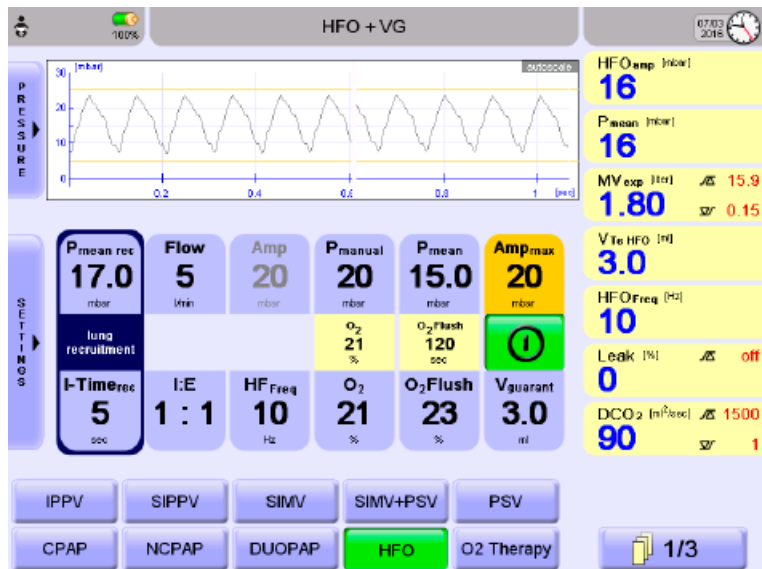 100%
HFO + VG
07/03
2016
PRESSURE
[mbar]
autoscale
30
20
10
0
0.2
0.4
0.6
0.8
1
[sec]
HFOamp [mbar]
16
Pmean [mbar]
16
MVexp [liter]
15.9
1.80
0.15
VTe HFO [ml]
3.0
HFOFreq [Hz]
10
Leak [%]
off
0
DCO2 [ml²/sec]
1500
90
1
SETTINGS
Pmean rec
17.0
mbar
Flow
5
l/min
Amp
20
mbar
Pmanual
20
mbar
Pmean
15.0
mbar
Ampmax
20
mbar
lung
recruitment
O2
21
%
O2Flush
120
sec
I-Timerec
5
sec
I:E
1 : 1
HFFreq
10
Hz
O2
21
%
O2Flush
23
%
Vguarant
3.0
ml
IPPV
SIPPV
SIMV
SIMV+PSV
PSV
CPAP
NCPAP
DUOPAP
HFO
O2 Therapy
1/3